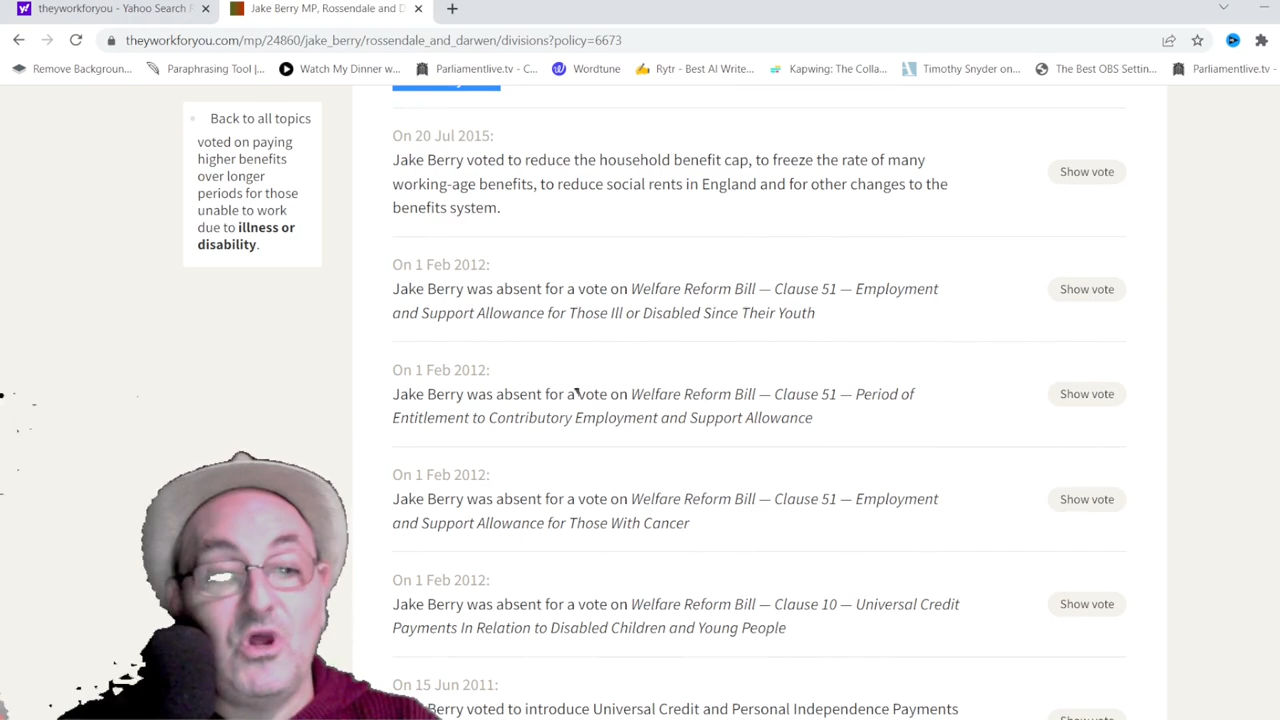 theyworkforyou - Yahoo Search R
Jake Berry MP, Rossendale and D
theyworkforyou.com/mp/24860/jake_berry/rossendale_and_darwen/divisions?policy=6673
Remove Backgroun...
Paraphrasing Tool |...
Watch My Dinner w...
Parliamentlive.tv - C...
Wordtune
Rytr - Best AI Write...
Kapwing: The Colla...
Timothy Snyder on...
The Best OBS Settin...
Parliamentlive.tv -
Back to all topics
voted on paying
higher benefits
over longer
periods for those
unable to work
due to illness or
disability.
On 20 Jul 2015:
Jake Berry voted to reduce the household benefit cap, to freeze the rate of many
working-age benefits, to reduce social rents in England and for other changes to the
benefits system.
Show vote
On 1 Feb 2012:
Jake Berry was absent for a vote on Welfare Reform Bill — Clause 51 — Employment
and Support Allowance for Those Ill or Disabled Since Their Youth
Show vote
On 1 Feb 2012:
Jake Berry was absent for a vote on Welfare Reform Bill — Clause 51 — Period of
Entitlement to Contributory Employment and Support Allowance
Show vote
On 1 Feb 2012:
Jake Berry was absent for a vote on Welfare Reform Bill — Clause 51 — Employment
and Support Allowance for Those With Cancer
Show vote
On 1 Feb 2012:
Jake Berry was absent for a vote on Welfare Reform Bill — Clause 10 — Universal Credit
Payments In Relation to Disabled Children and Young People
Show vote
On 15 Jun 2011:
Berry voted to introduce Universal Credit and Personal Independence Payments